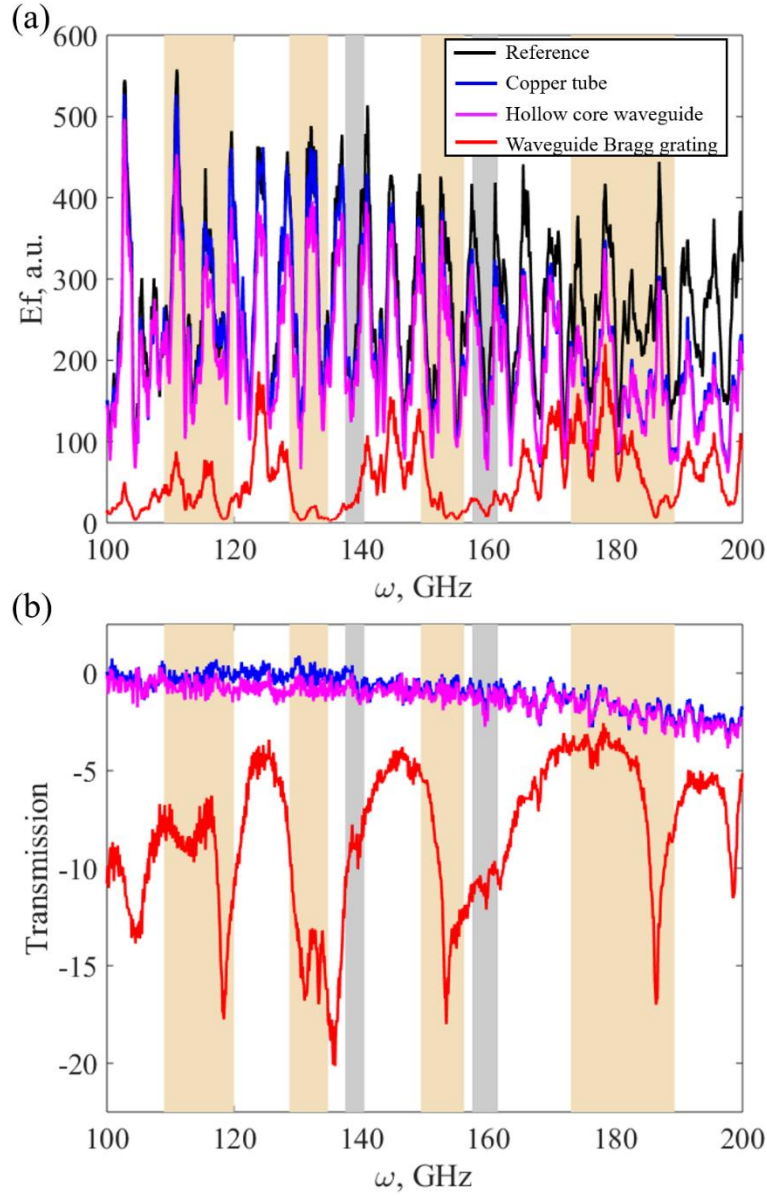 (a)
600
500
400
300
200
100
0
Ef, a.u.
Reference
Copper tube
Hollow core waveguide
Waveguide Bragg grating
100 120 140 160 180 200
ω, GHz
(b)
0
-5
-10
-15
-20
Transmission
100 120 140 160 180 200
ω, GHz